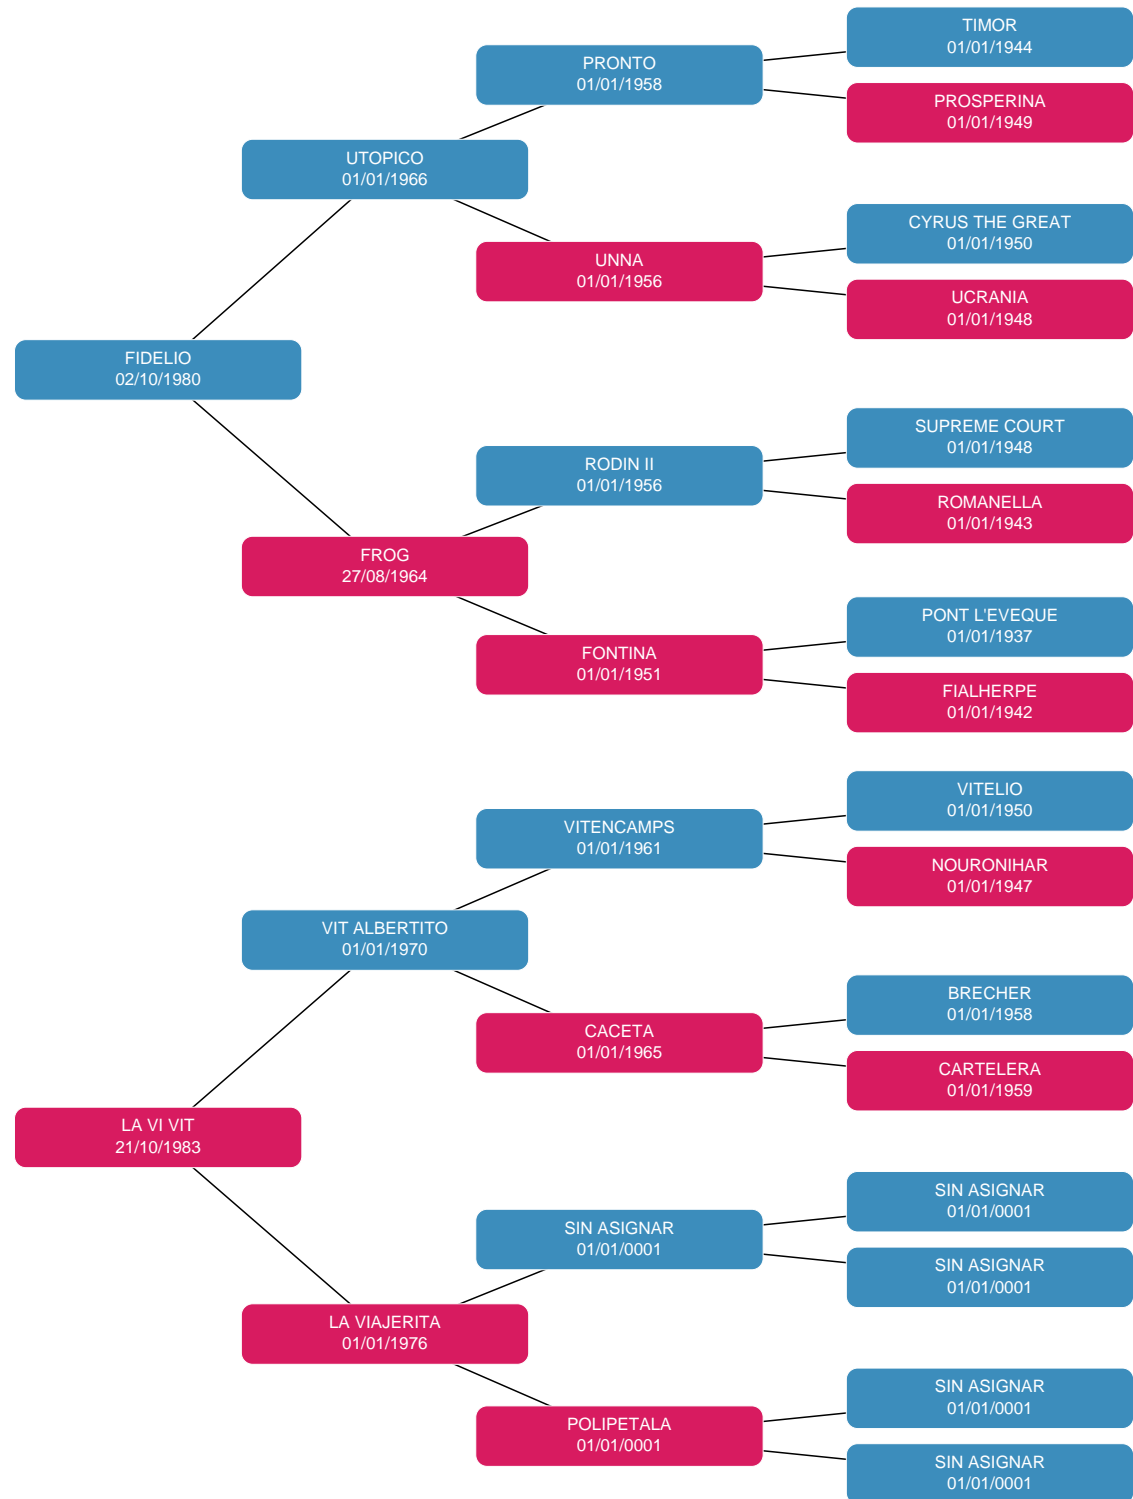 TIMOR
01/01/1944
PRONTO
01/01/1958
PROSPERINA
01/01/1949
UTOPICO
01/01/1966
CYRUS THE GREAT
01/01/1950
UNNA
01/01/1956
UCRANIA
01/01/1948
FIDELIO
02/10/1980
SUPREME COURT
01/01/1948
RODIN II
01/01/1956
ROMANELLA
01/01/1943
FROG
27/08/1964
PONT L'EVEQUE
01/01/1937
FONTINA
01/01/1951
FIALHERPE
01/01/1942
VITELIO
01/01/1950
VITENCAMPS
01/01/1961
NOURONIHAR
01/01/1947
VIT ALBERTITO
01/01/1970
BRECHER
01/01/1958
CACETA
01/01/1965
CARTELERA
01/01/1959
LA VI VIT
21/10/1983
SIN ASIGNAR
01/01/0001
SIN ASIGNAR
01/01/0001
SIN ASIGNAR
01/01/0001
LA VIAJERITA
01/01/1976
SIN ASIGNAR
01/01/0001
POLIPETALA
01/01/0001
SIN ASIGNAR
01/01/0001